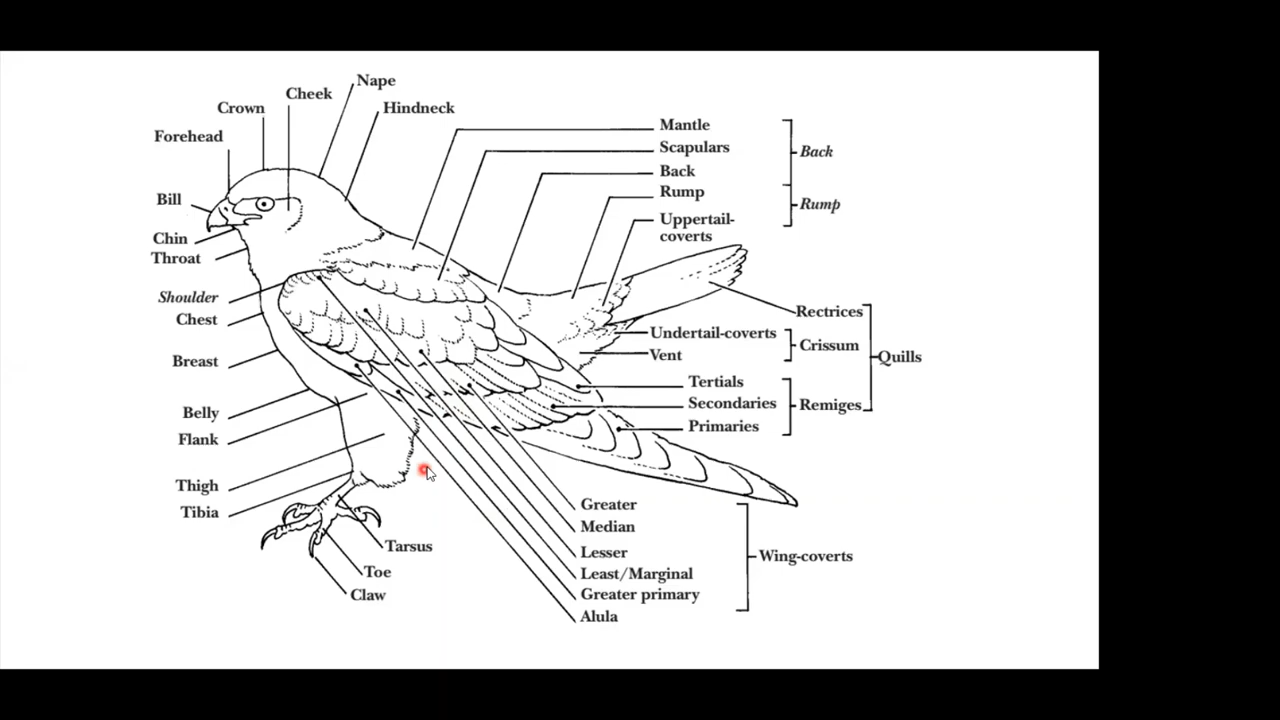 Nape
Cheek
Crown
Hindneck
Forehead
Bill
Chin
Throat
Shoulder
Chest
Breast
Belly
Flank
Thigh
Tibia
Tarsus
Toe
Claw
Mantle
Scapulars
Back
Rump
Uppertail-
coverts
Back
Rump
Rectrices
Undertail-coverts
Vent
Crissum
Quills
Tertials
Secondaries
Primaries
Remiges
Greater
Median
Lesser
Least/Marginal
Greater primary
Alula
Wing-coverts